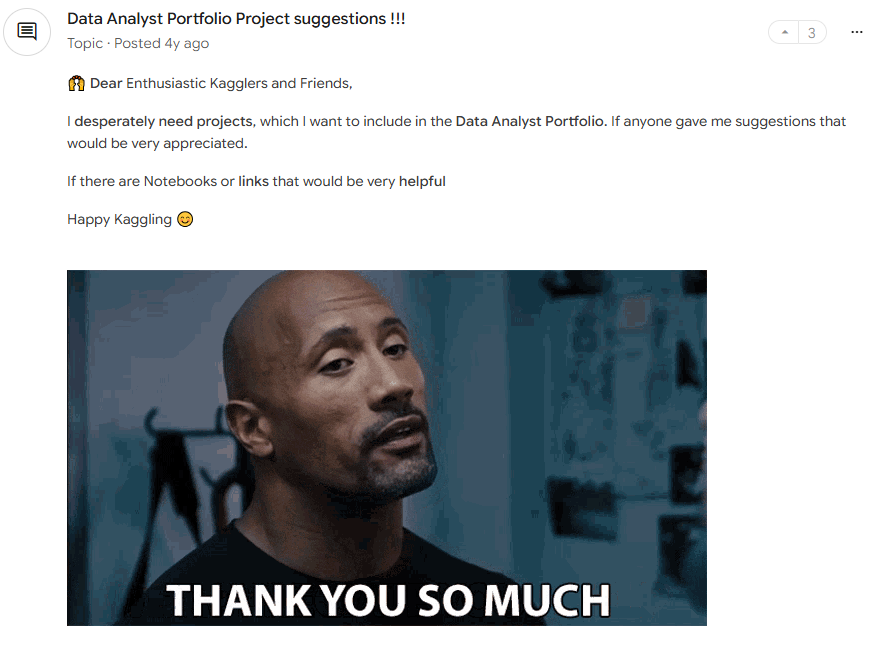 Data Analyst Portfolio Project suggestions !!!
Topic · Posted 4y ago
3
🙌 Dear Enthusiastic Kagglers and Friends,
I desperately need projects, which I want to include in the Data Analyst Portfolio. If anyone gave me suggestions that
would be very appreciated.
If there are Notebooks or links that would be very helpful
Happy Kaggling 😊
THANK YOU SO MUCH